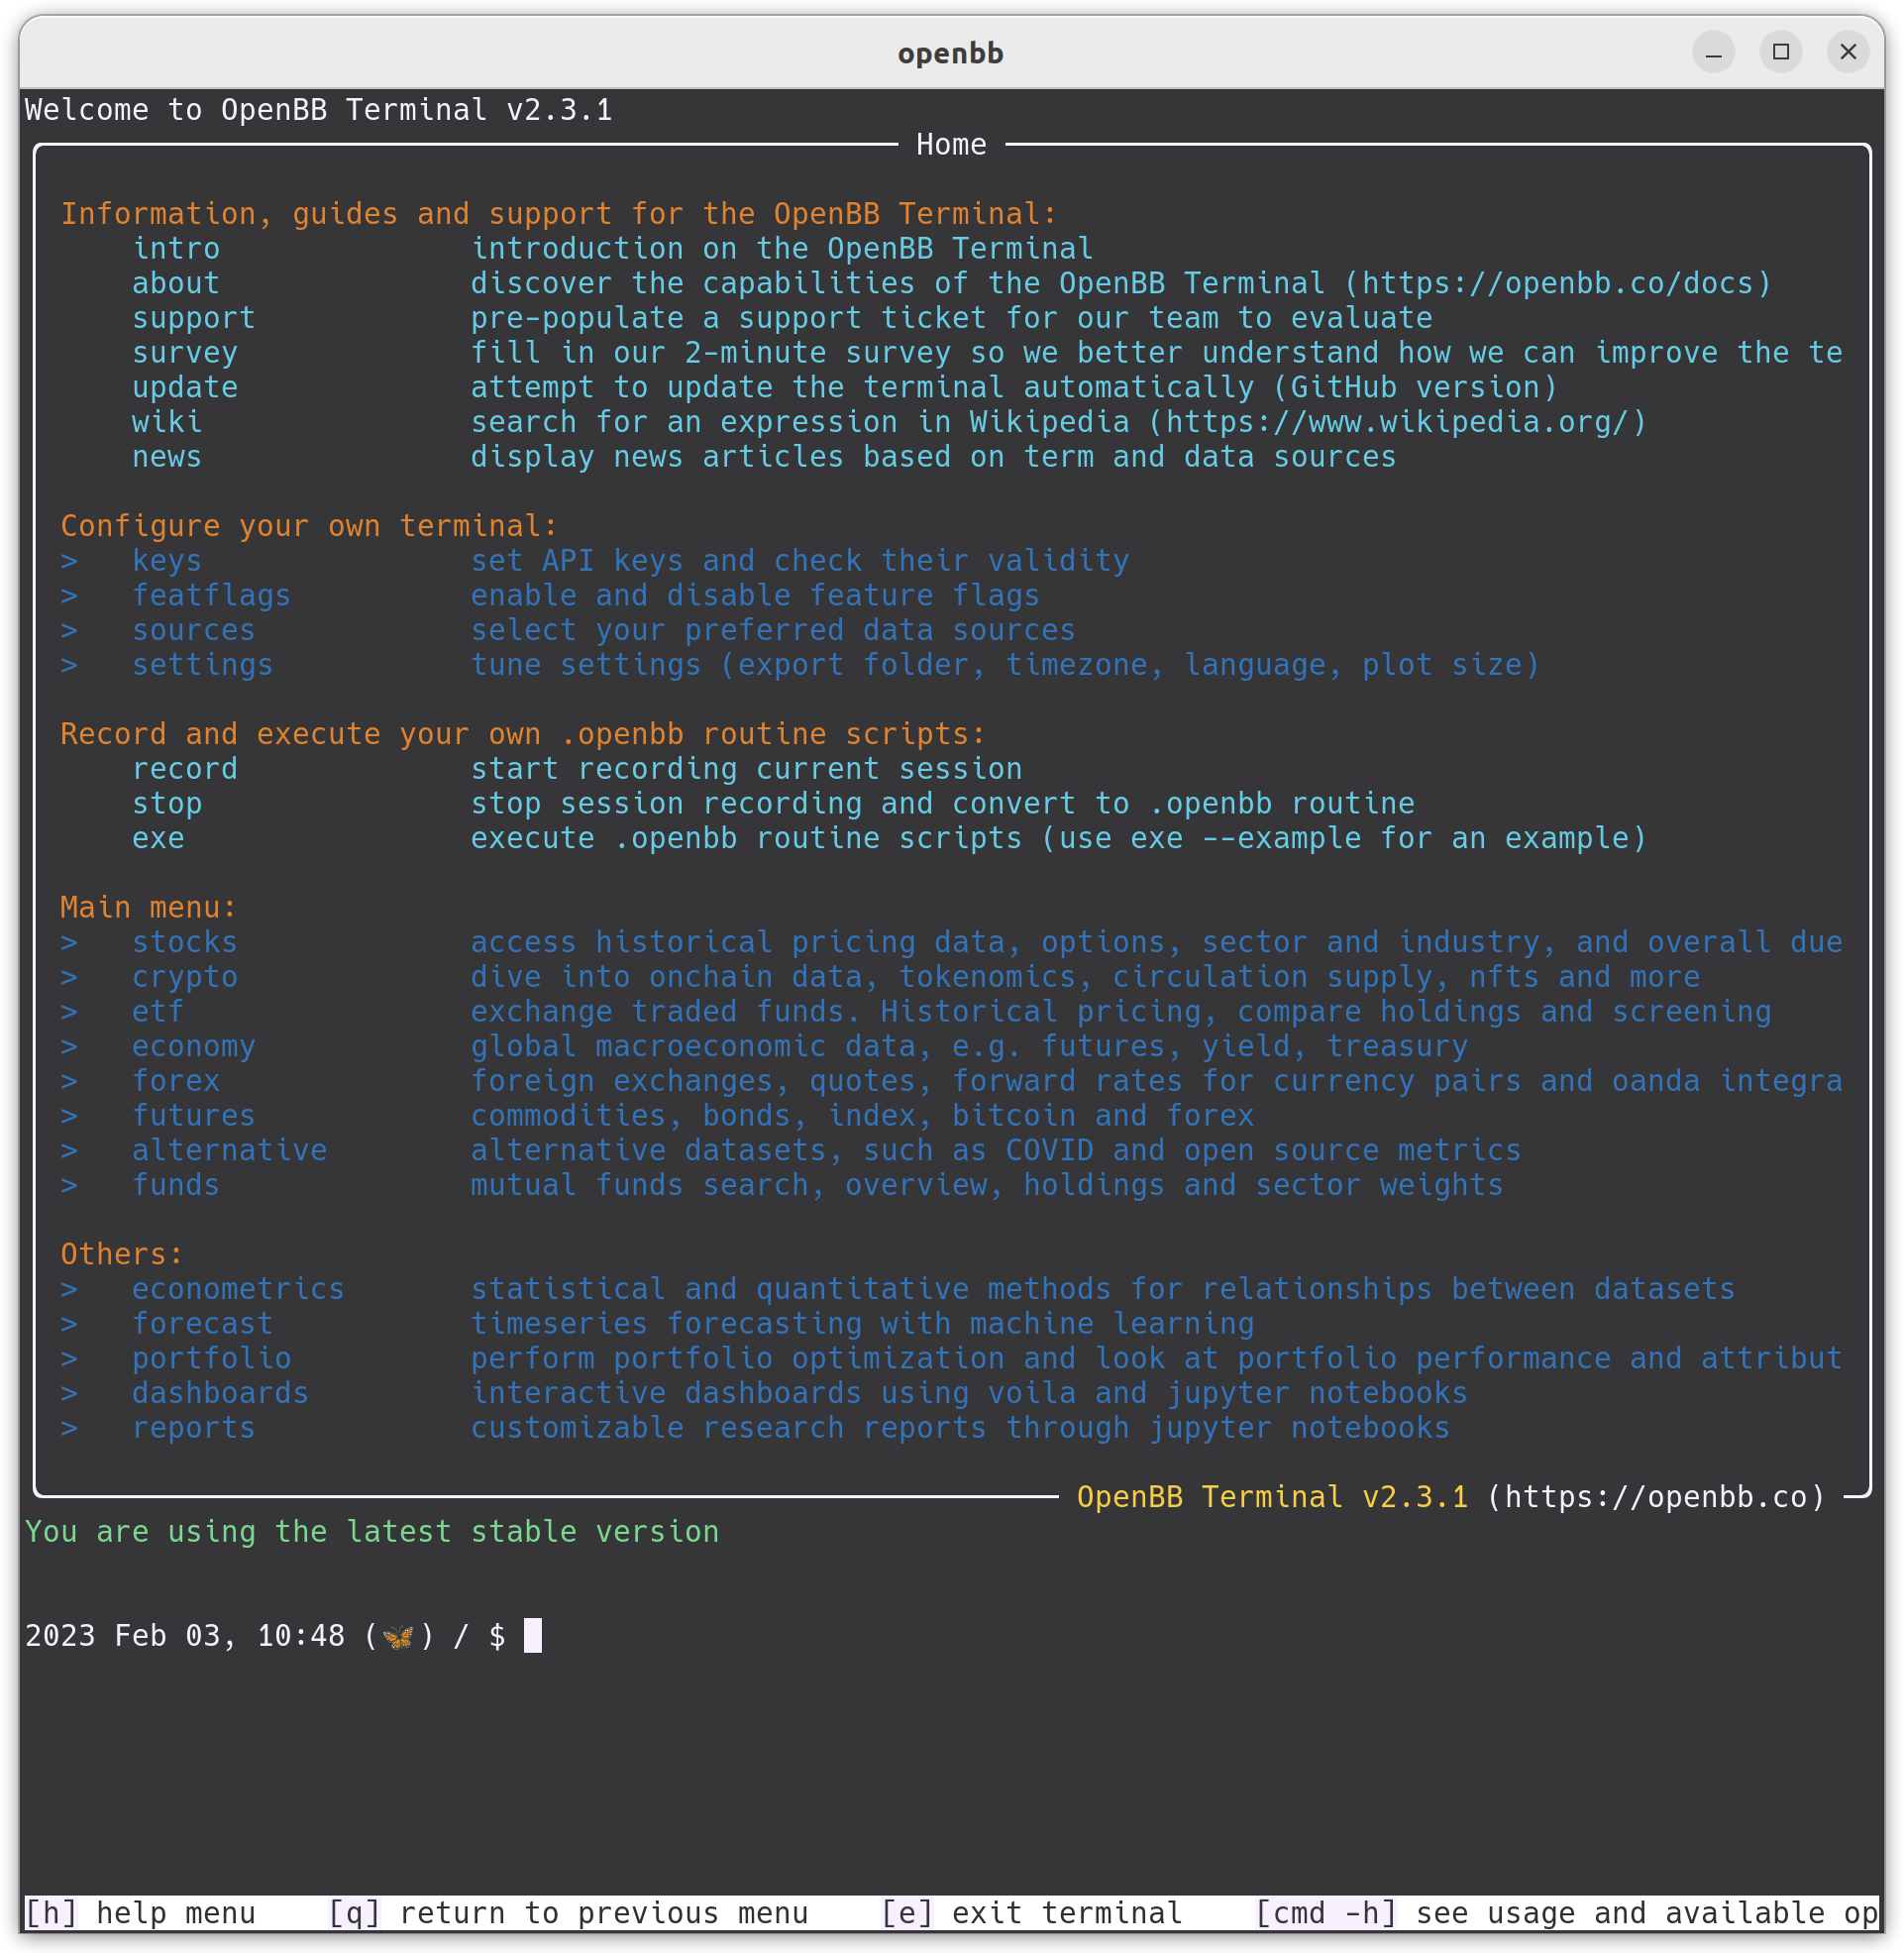 openbb
Welcome to OpenBB Terminal v2.3.1
Home
Information, guides and support for the OpenBB Terminal:
intro introduction on the OpenBB Terminal
about discover the capabilities of the OpenBB Terminal (https://openbb.co/docs)
support pre-populate a support ticket for our team to evaluate
survey fill in our 2-minute survey so we better understand how we can improve the te
update attempt to update the terminal automatically (GitHub version)
wiki search for an expression in Wikipedia (https://www.wikipedia.org/)
news display news articles based on term and data sources
Configure your own terminal:
> keys set API keys and check their validity
> featflags enable and disable feature flags
> sources select your preferred data sources
> settings tune settings (export folder, timezone, language, plot size)
Record and execute your own .openbb routine scripts:
record start recording current session
stop stop session recording and convert to .openbb routine
exe execute .openbb routine scripts (use exe --example for an example)
Main menu:
> stocks access historical pricing data, options, sector and industry, and overall due
> crypto dive into onchain data, tokenomics, circulation supply, nfts and more
> etf exchange traded funds. Historical pricing, compare holdings and screening
> economy global macroeconomic data, e.g. futures, yield, treasury
> forex foreign exchanges, quotes, forward rates for currency pairs and oanda integra
> futures commodities, bonds, index, bitcoin and forex
> alternative alternative datasets, such as COVID and open source metrics
> funds mutual funds search, overview, holdings and sector weights
Others:
> econometrics statistical and quantitative methods for relationships between datasets
> forecast timeseries forecasting with machine learning
> portfolio perform portfolio optimization and look at portfolio performance and attribut
> dashboards interactive dashboards using voila and jupyter notebooks
> reports customizable research reports through jupyter notebooks
OpenBB Terminal v2.3.1 (https://openbb.co)
You are using the latest stable version
2023 Feb 03, 10:48 (🦋) / $
[h] help menu [q] return to previous menu [e] exit terminal [cmd -h] see usage and available op